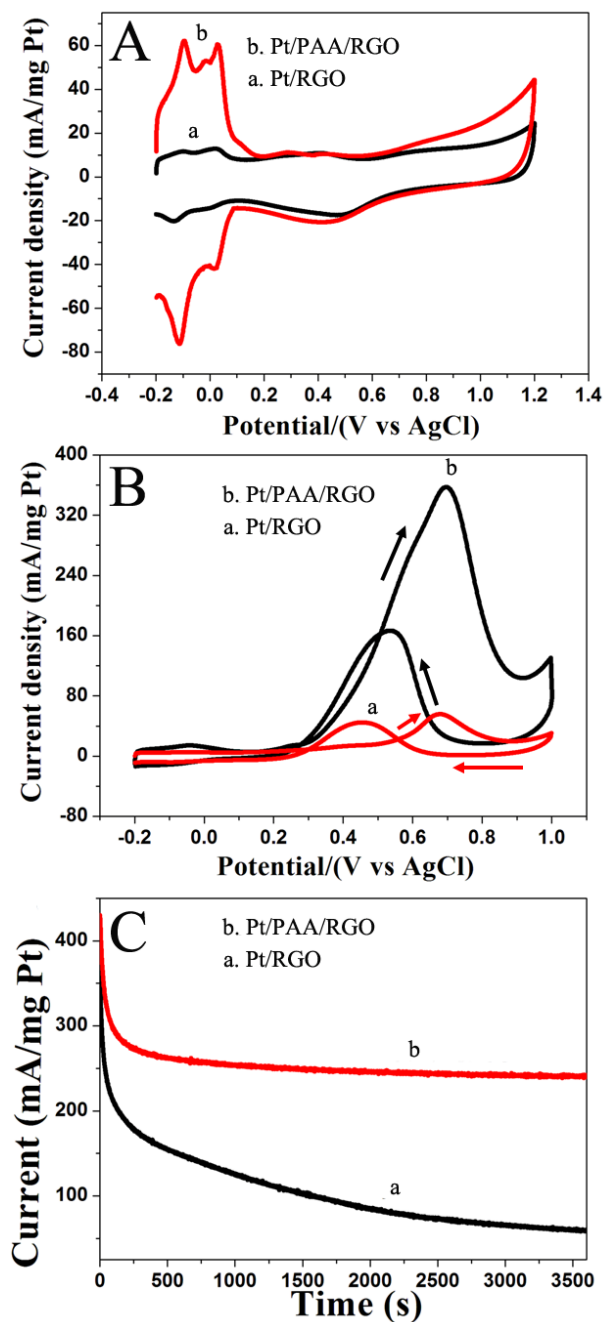 A
b
b. Pt/PAA/RGO
a. Pt/RGO
a
Current density (mA/mg Pt)
60
40
20
0
-20
-40
-60
-80
-0.4 -0.2 0.0 0.2 0.4 0.6 0.8 1.0 1.2 1.4
Potential/(V vs AgCl)
B
b
b. Pt/PAA/RGO
a. Pt/RGO
a
Current density (mA/mg Pt)
400
360
240
160
80
0
-80
-0.2 0.0 0.2 0.4 0.6 0.8 1.0
Potential/(V vs AgCl)
C
b. Pt/PAA/RGO
a. Pt/RGO
b
a
Current (mA/mg Pt)
400
300
200
100
0 500 1000 1500 2000 2500 3000 3500
Time (s)